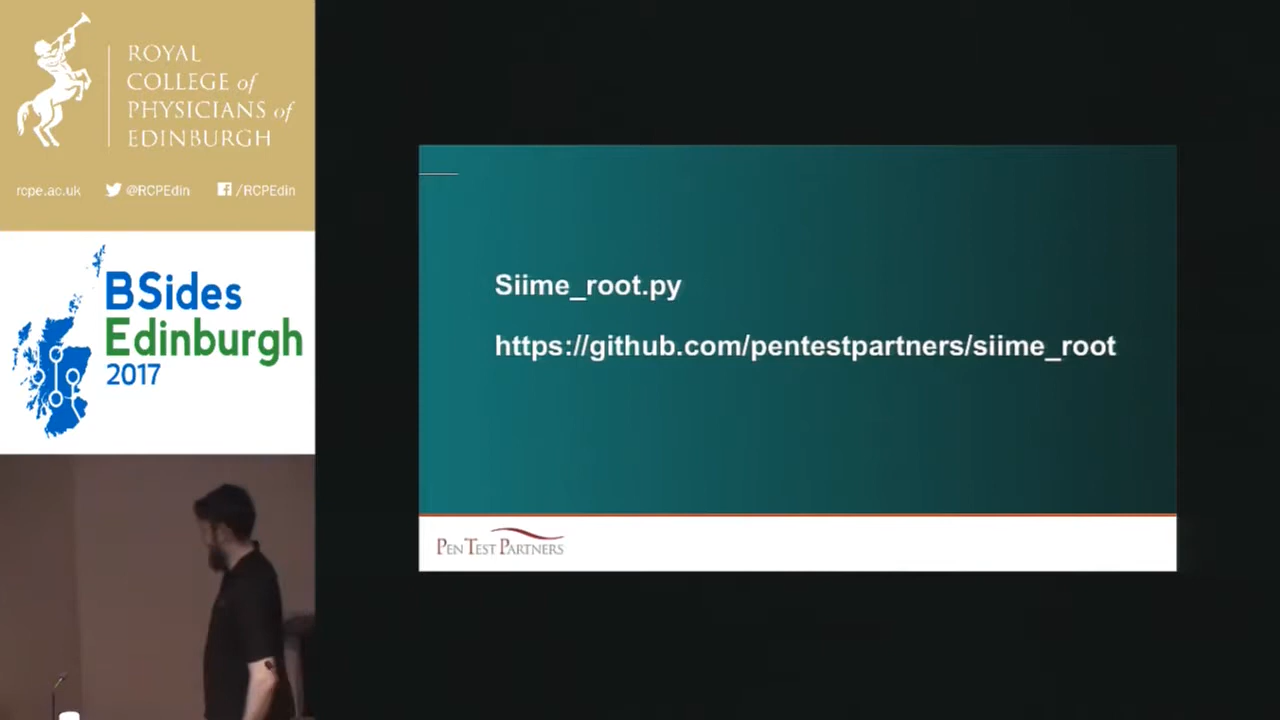 ROYAL
COLLEGE of
PHYSICIANS of
EDINBURGH
rcpe.ac.uk @RCPEdin /RCPEdin
BSides
Edinburgh
2017
Siime_root.py
https://github.com/pentestpartners/siime_root
PEN TEST PARTNERS